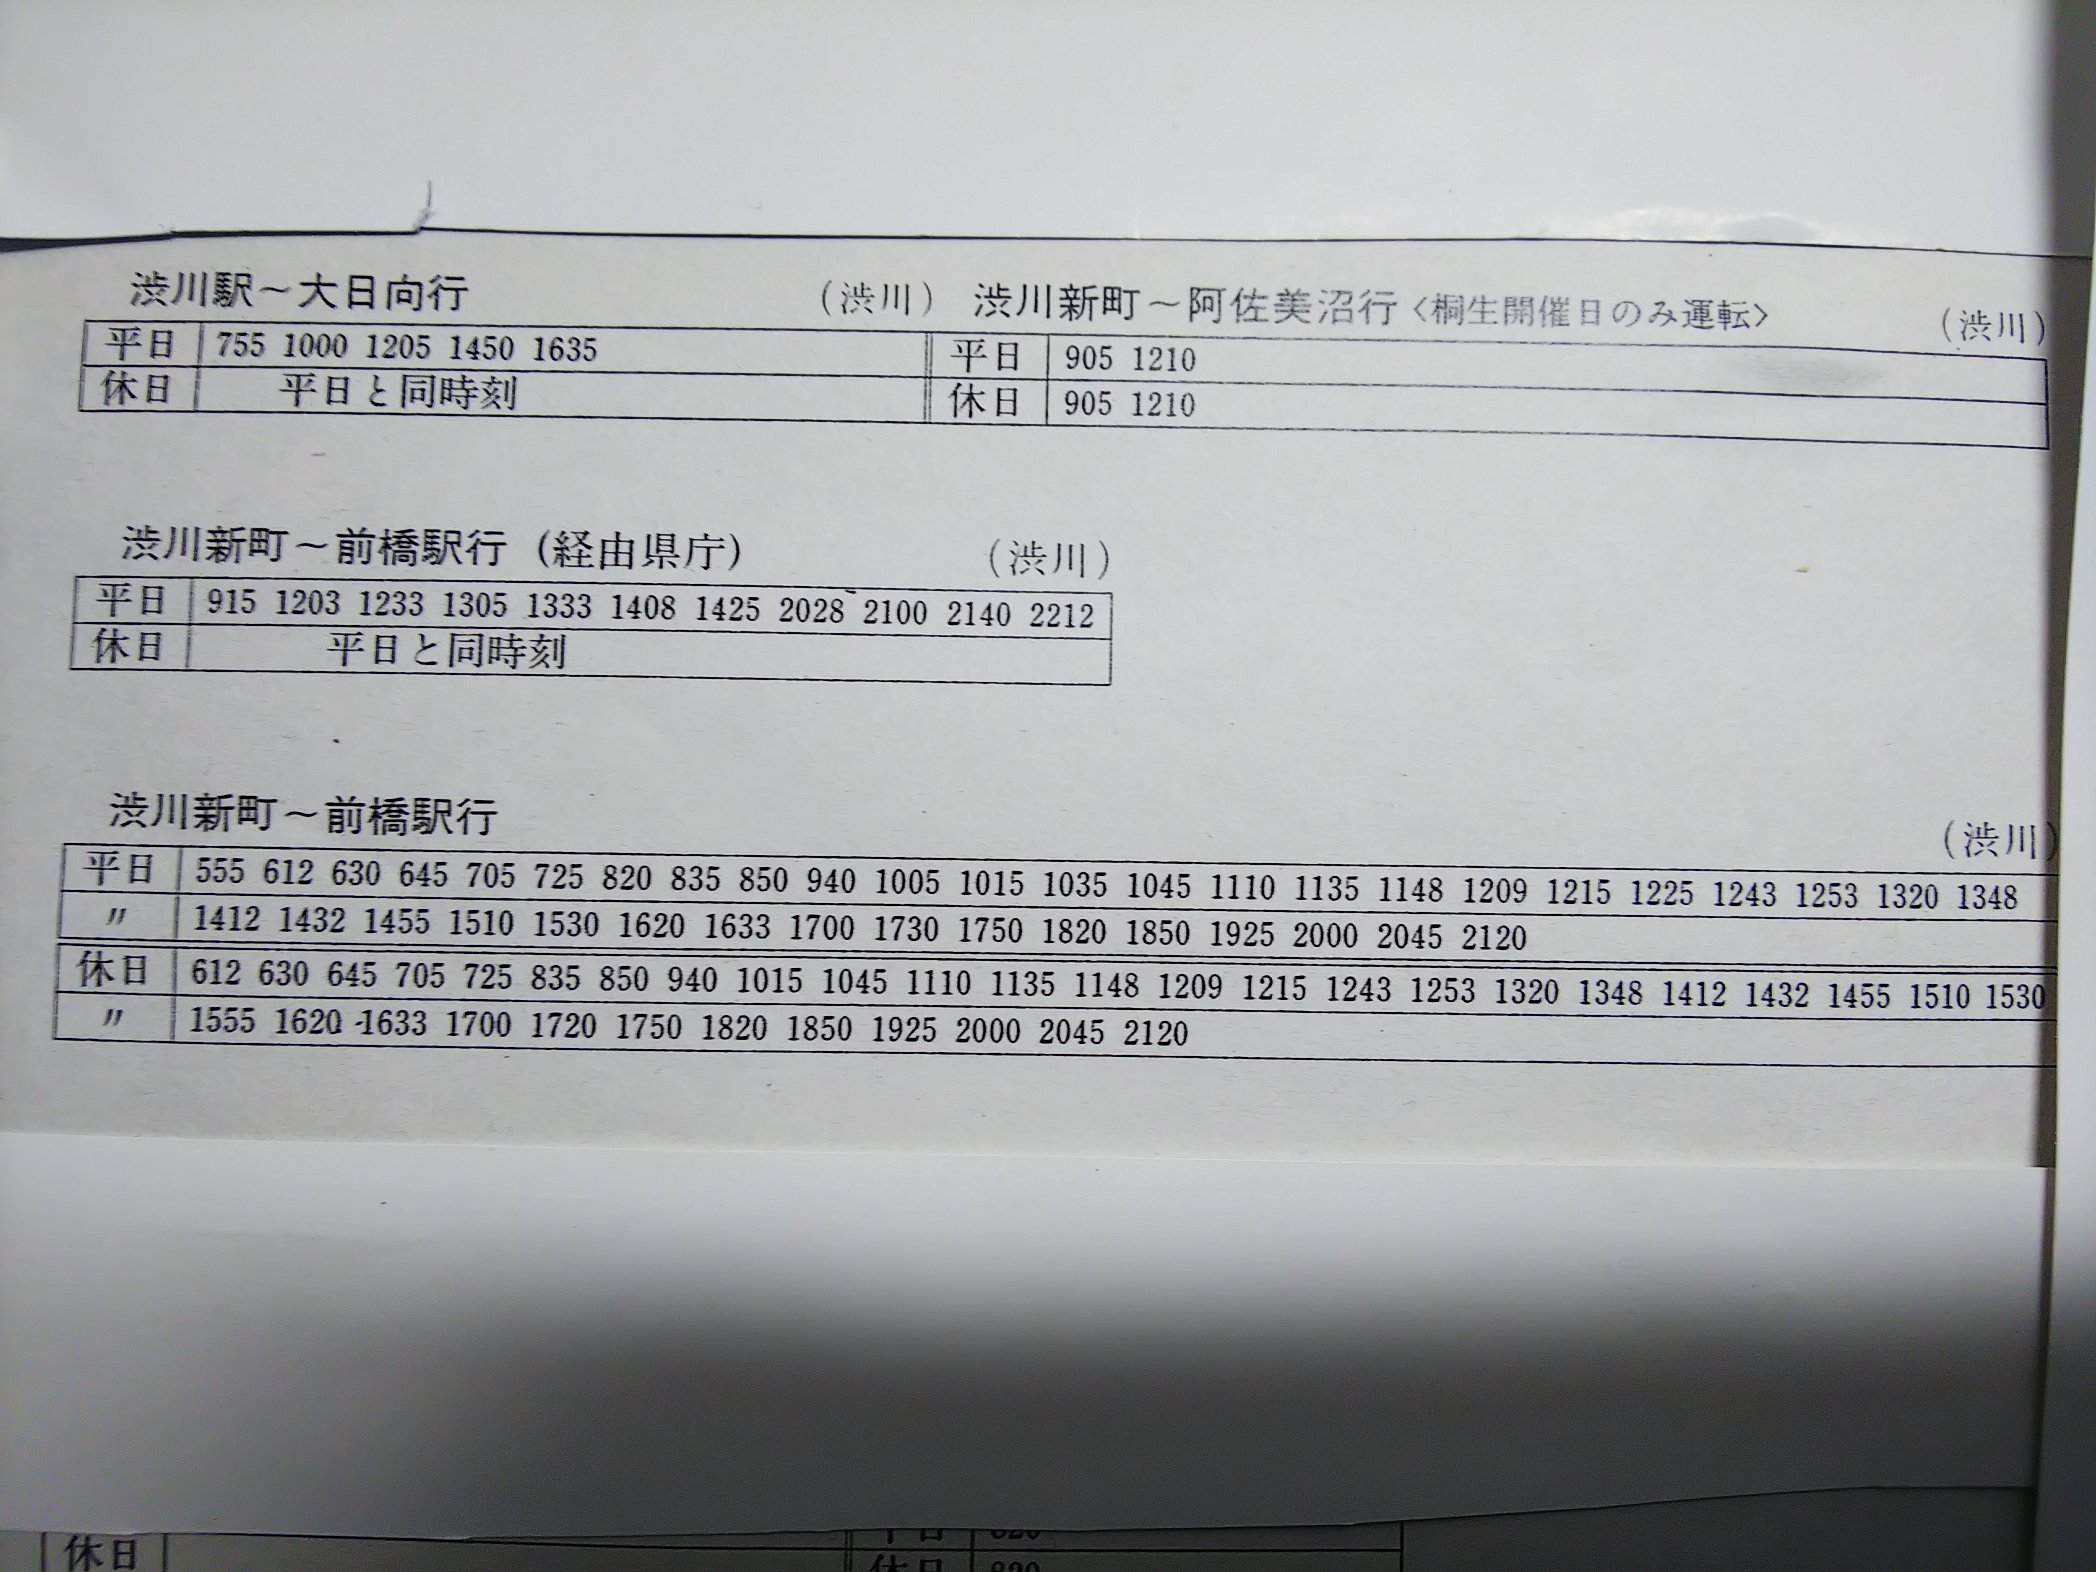 渋川駅～大日向行 (渋川)
平日 755 1000 1205 1450 1635
休日 平日と同時刻
渋川新町～阿佐美沼行〈桐生開催日のみ運転〉 (渋川)
平日 905 1210
休日 905 1210
渋川新町～前橋駅行 (経由県庁) (渋川)
平日 915 1203 1233 1305 1333 1408 1425 2028 2100 2140 2212
休日 平日と同時刻
渋川新町～前橋駅行 (渋川)
平日 555 612 630 645 705 725 820 835 850 940 1005 1015 1035 1045 1110 1135 1148 1209 1215 1225 1243 1253 1320 1348
〃 1412 1432 1455 1510 1530 1620 1633 1700 1730 1750 1820 1850 1925 2000 2045 2120
休日 612 630 645 705 725 835 850 940 1015 1045 1110 1135 1148 1209 1215 1243 1253 1320 1348 1412 1432 1455 1510 1530
〃 1555 1620 1633 1700 1720 1750 1820 1850 1925 2000 2045 2120
休日